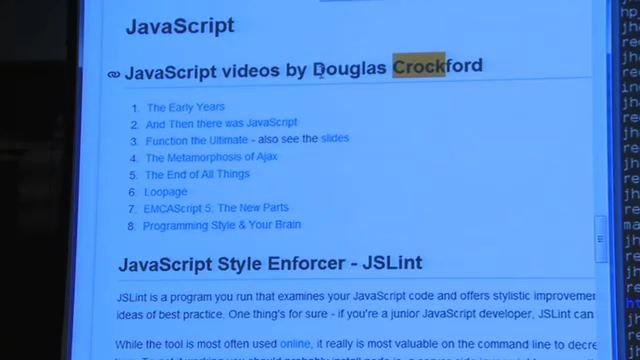 JavaScript
JavaScript videos by Douglas Crockford
1. The Early Years
2. And Then there was JavaScript
3. Function the Ultimate - also see the slides
4. The Metamorphosis of Ajax
5. The End of All Things
6. Loopage
7. EMCAScript 5: The New Parts
8. Programming Style & Your Brain
JavaScript Style Enforcer - JSLint
JSLint is a program you run that examines your JavaScript code and offers stylistic improvemen
ideas of best practice. One thing's for sure - if you're a junior JavaScript developer, JSLint can
While the tool is most often used online, it really is most valuable on the command line to decre